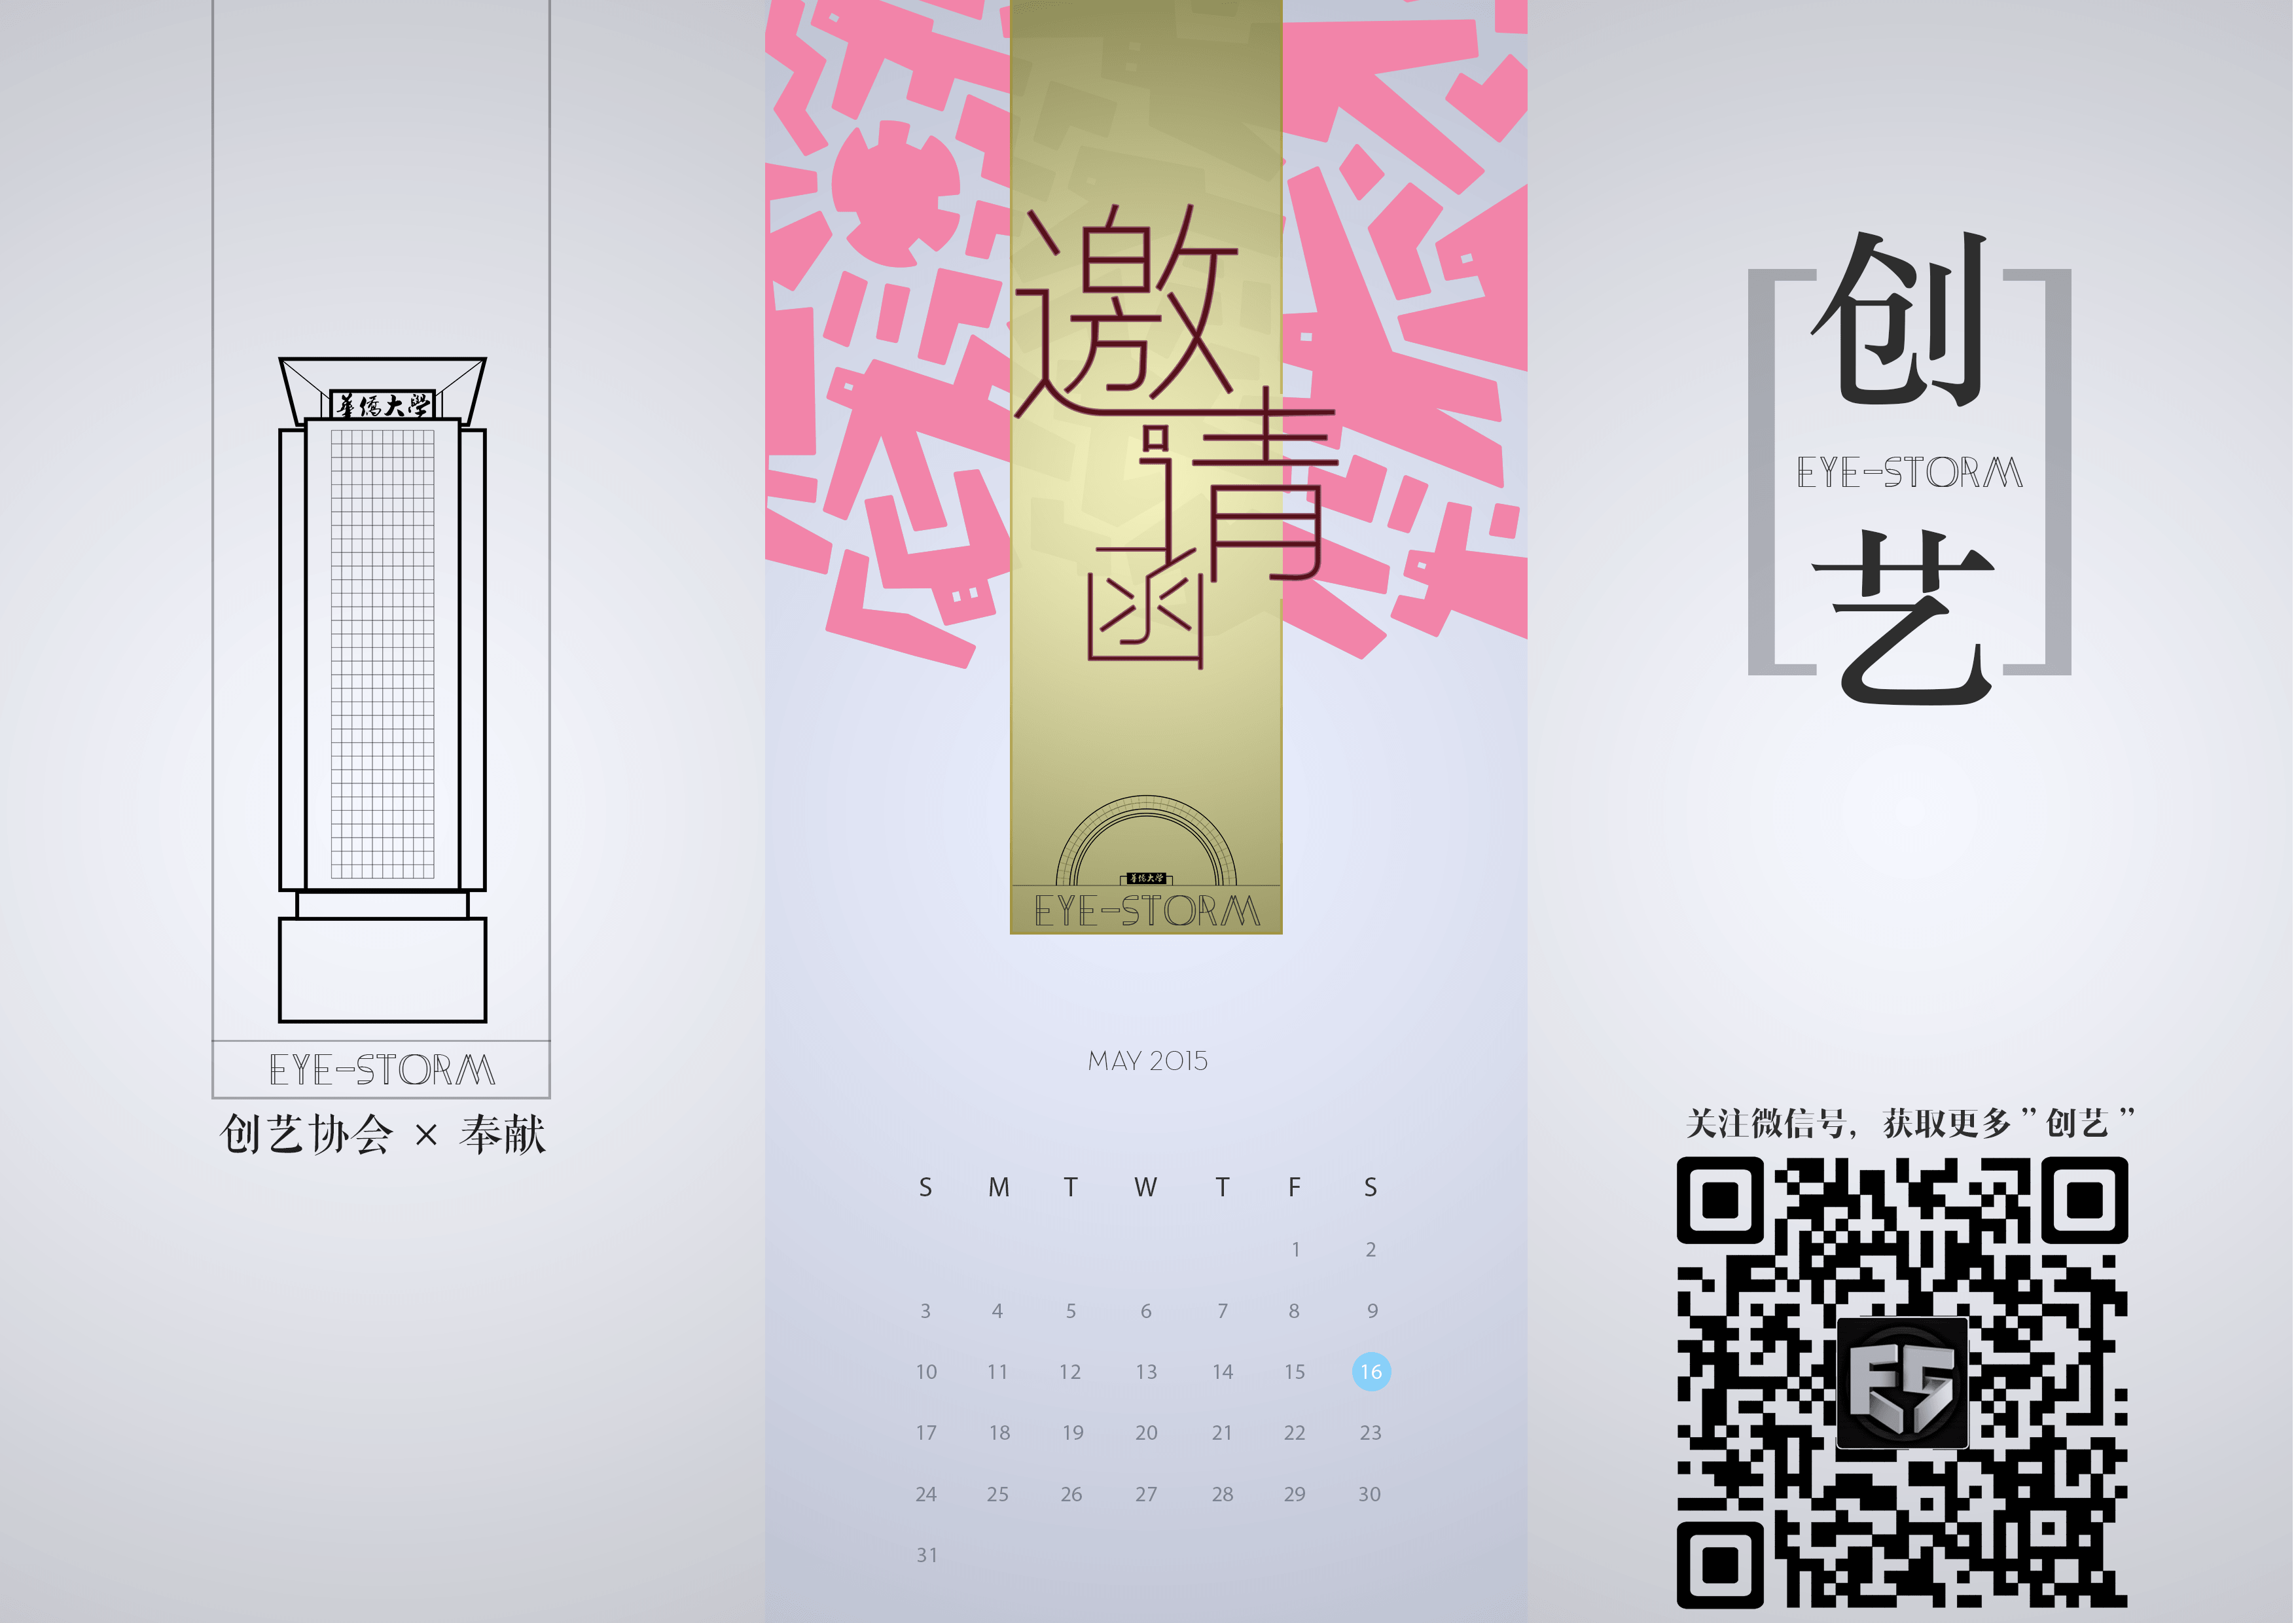 華僑大学
EYE-STORM
创艺协会 × 奉献
邀请函
華僑大学
EYE-STORM
MAY 2015
S M T W T F S
1 2
3 4 5 6 7 8 9
10 11 12 13 14 15 16
17 18 19 20 21 22 23
24 25 26 27 28 29 30
31
创
EYE-STORM
艺
关注微信号，获取更多”创艺”